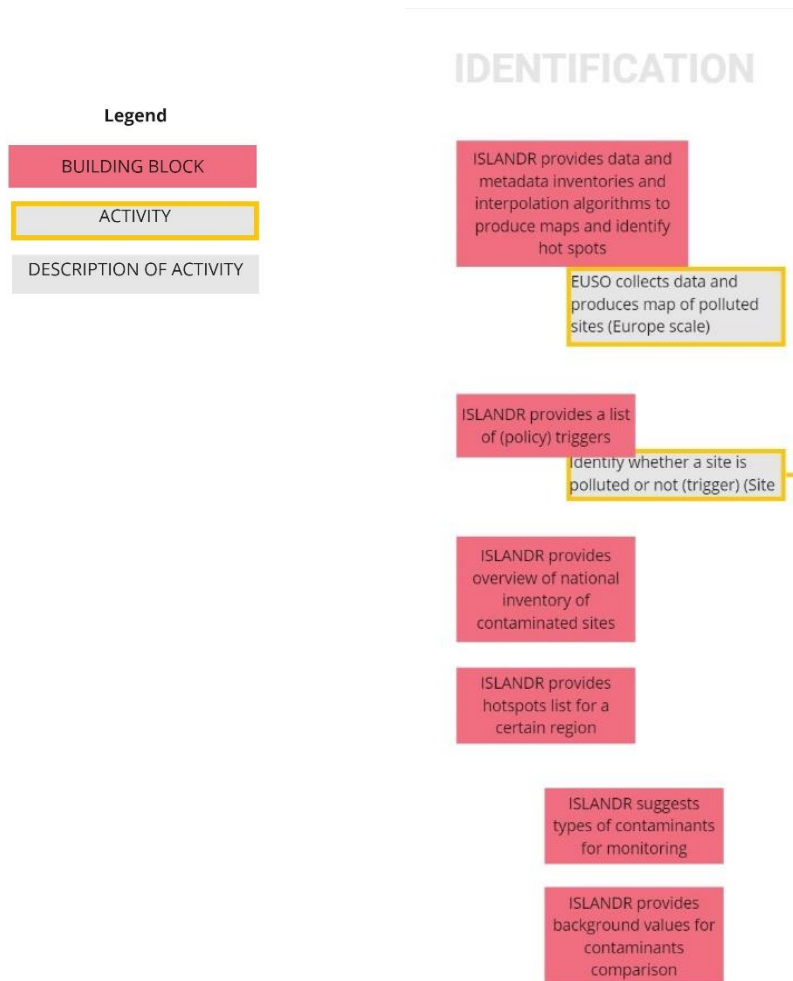 IDENTIFICATION
Legend
BUILDING BLOCK
ACTIVITY
DESCRIPTION OF ACTIVITY
ISLANDR provides data and
metadata inventories and
interpolation algorithms to
produce maps and identify
hot spots
EUSO collects data and
produces map of polluted
sites (Europe scale)
ISLANDR provides a list
of (policy) triggers
Identify whether a site is
polluted or not (trigger) (Site
ISLANDR provides
overview of national
inventory of
contaminated sites
ISLANDR provides
hotspots list for a
certain region
ISLANDR suggests
types of contaminants
for monitoring
ISLANDR provides
background values for
contaminants
comparison